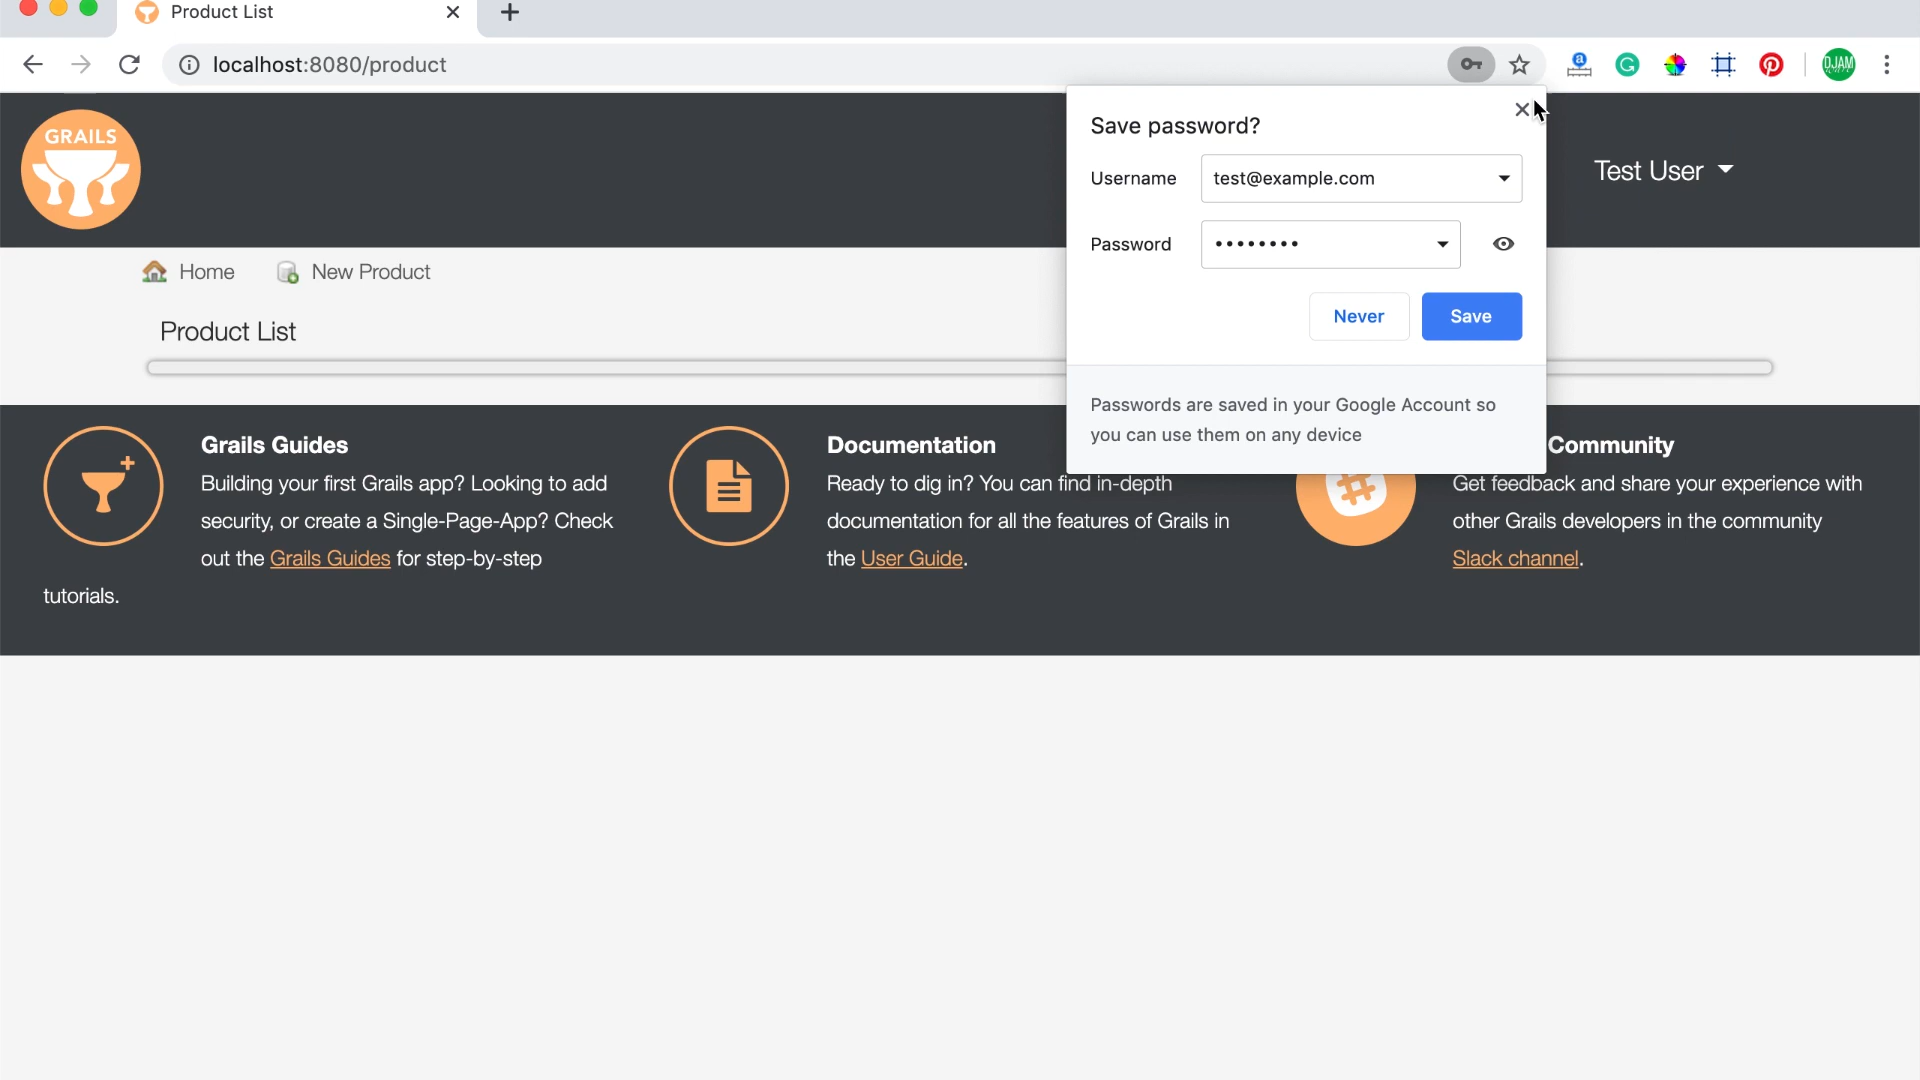 Product List
localhost:8080/product
DJAM
GRAILS
Save password?
Username test@example.com
Test User
Password ••••••••
Home New Product
Never Save
Product List
Passwords are saved in your Google Account so
you can use them on any device
Grails Guides
Building your first Grails app? Looking to add
security, or create a Single-Page-App? Check
out the Grails Guides for step-by-step
tutorials.
Documentation
Ready to dig in? You can find in-depth
documentation for all the features of Grails in
the User Guide.
Community
Get feedback and share your experience with
other Grails developers in the community
Slack channel.